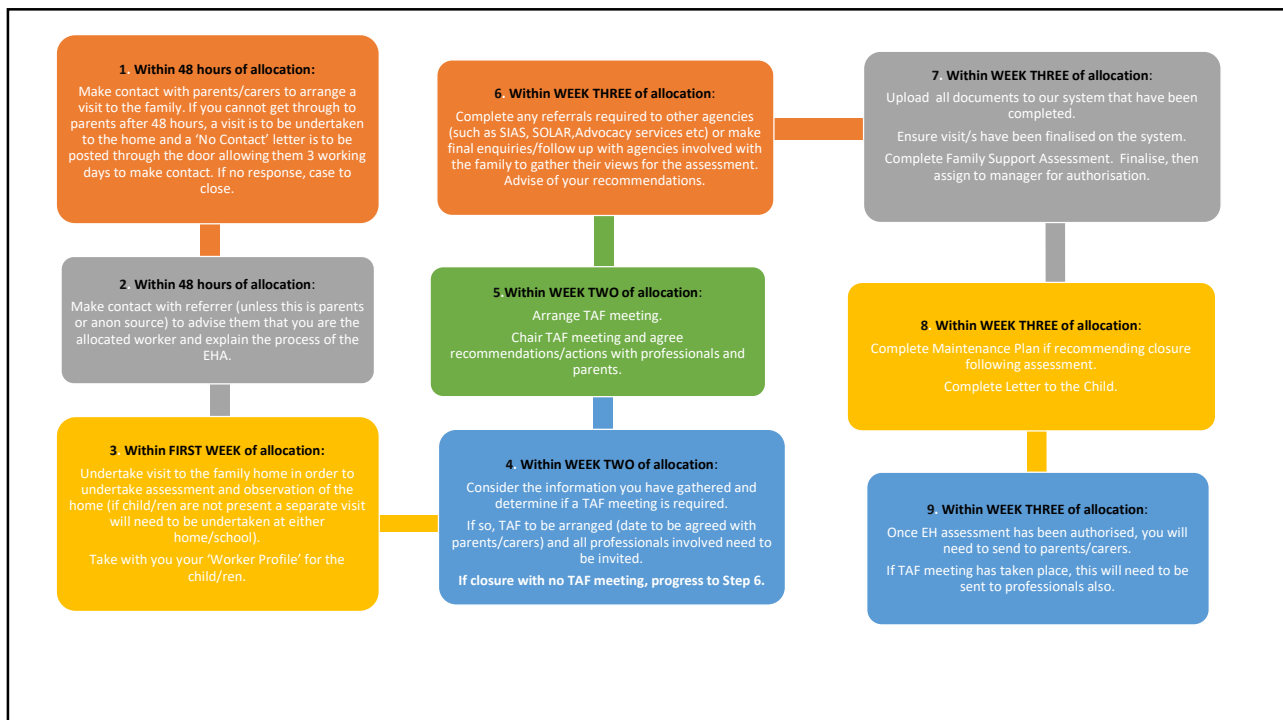 1. Within 48 hours of allocation:
Make contact with parents/carers to arrange a
visit to the family. If you cannot get through to
parents after 48 hours, a visit is to be undertaken
to the home and a ‘No Contact’ letter is to be
posted through the door allowing them 3 working
days to make contact. If no response, case to
close.
2. Within 48 hours of allocation:
Make contact with referrer (unless this is parents
or anon source) to advise them that you are the
allocated worker and explain the process of the
EHA.
3. Within FIRST WEEK of allocation:
Undertake visit to the family home in order to
undertake assessment and observation of the
home (if child/ren are not present a separate visit
will need to be undertaken at either
home/school).
Take with you your ‘Worker Profile’ for the
child/ren.
4. Within WEEK TWO of allocation:
Consider the information you have gathered and
determine if a TAF meeting is required.
If so, TAF to be arranged (date to be agreed with
parents/carers) and all professionals involved need to
be invited.
If closure with no TAF meeting, progress to Step 6.
5.Within WEEK TWO of allocation:
Arrange TAF meeting.
Chair TAF meeting and agree
recommendations/actions with professionals and
parents.
6. Within WEEK THREE of allocation:
Complete any referrals required to other agencies
(such as SIAS, SOLAR,Advocacy services etc) or make
final enquiries/follow up with agencies involved with
the family to gather their views for the assessment.
Advise of your recommendations.
7. Within WEEK THREE of allocation:
Upload all documents to our system that have been
completed.
Ensure visit/s have been finalised on the system.
Complete Family Support Assessment. Finalise, then
assign to manager for authorisation.
8. Within WEEK THREE of allocation:
Complete Maintenance Plan if recommending closure
following assessment.
Complete Letter to the Child.
9. Within WEEK THREE of allocation:
Once EH assessment has been authorised, you will
need to send to parents/carers.
If TAF meeting has taken place, this will need to be
sent to professionals also.